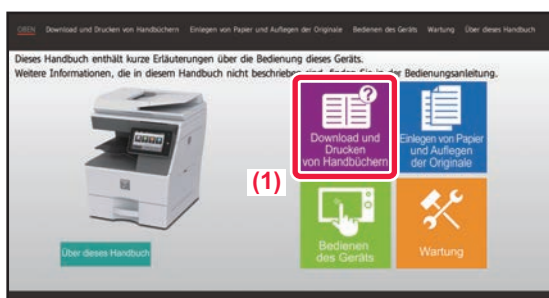 OBEN Download und Drucken von Handbüchern Einlegen von Papier und Auflegen der Originale Bedienen des Geräts Wartung Über dieses Handbuch
Dieses Handbuch enthält kurze Erläuterungen über die Bedienung dieses Geräts.
Weitere Informationen, die in diesem Handbuch nicht beschrieben sind, finden Sie in der Bedienungsanleitung.
?
Download und
Drucken
von Handbüchern
Einlegen von Papier
und Auflegen
der Originale
(1)
Über dieses Handbuch
Bedienen
des Geräts
Wartung